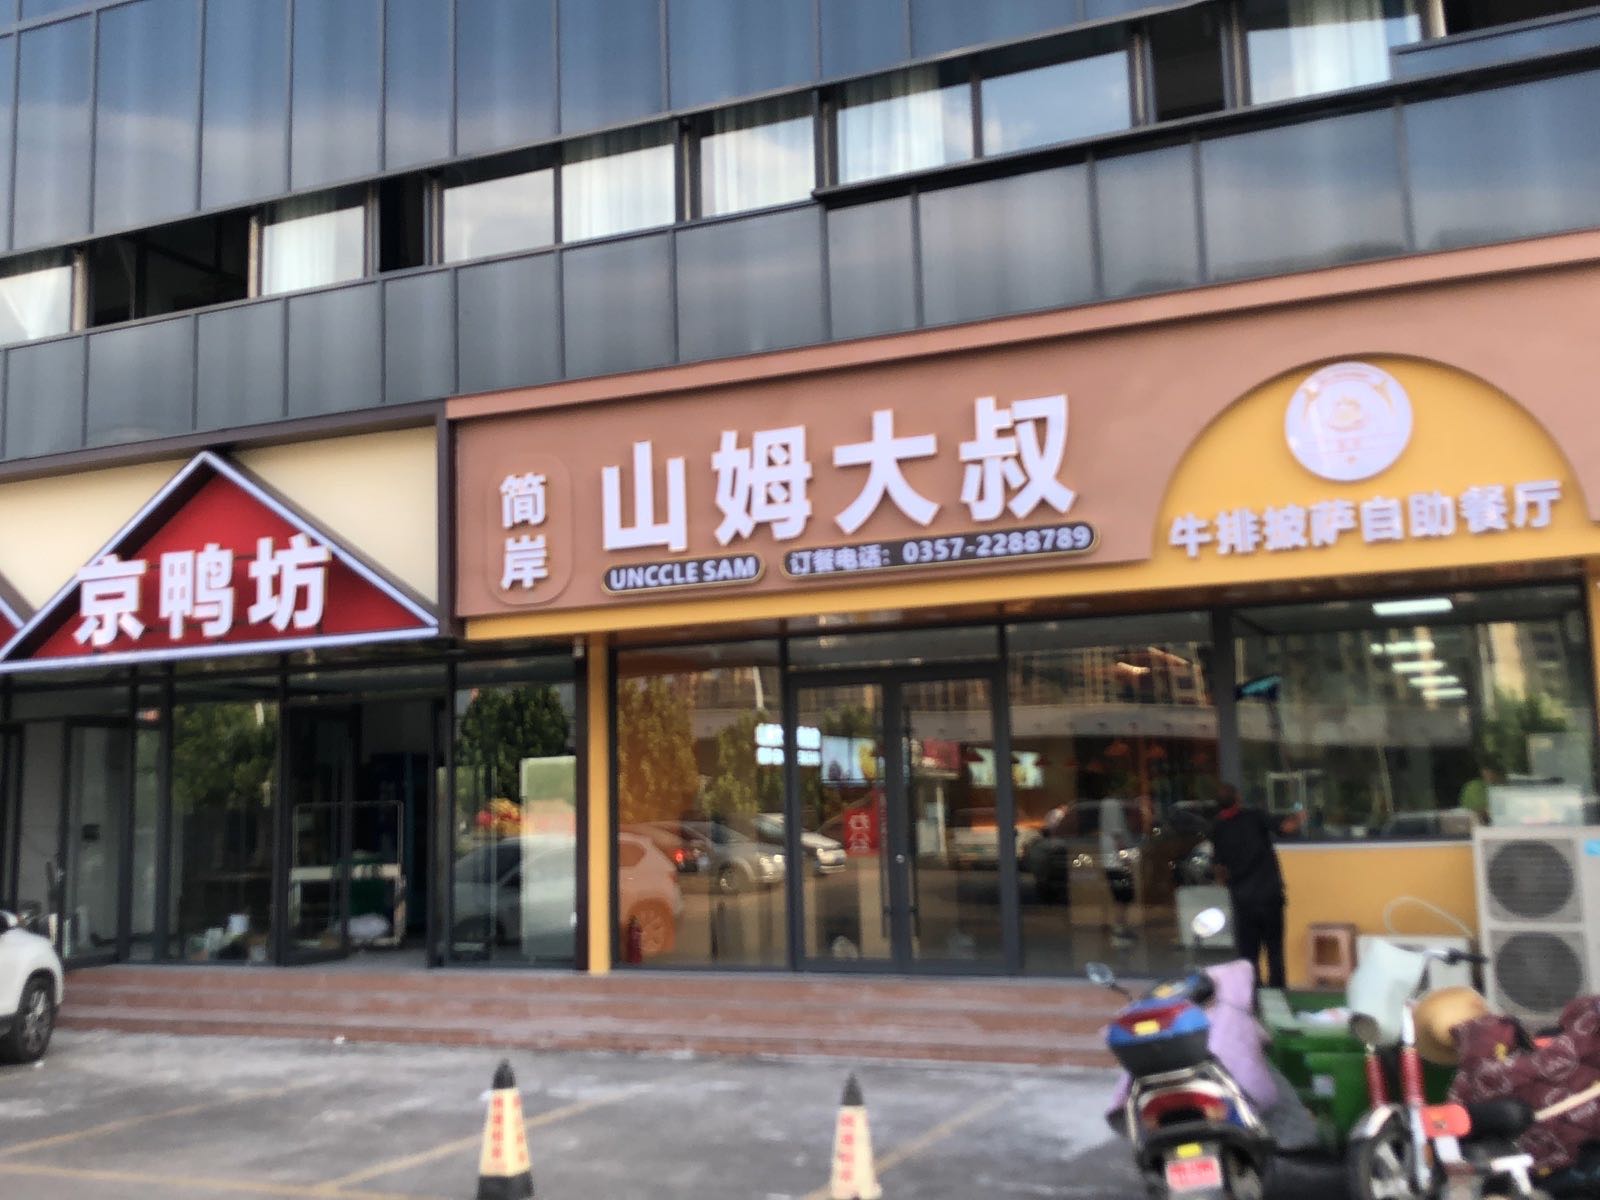 京鸭坊
简岸
山姆大叔
UNCCLE SAM
订餐电话：0357-2288789
牛排披萨自助餐厅